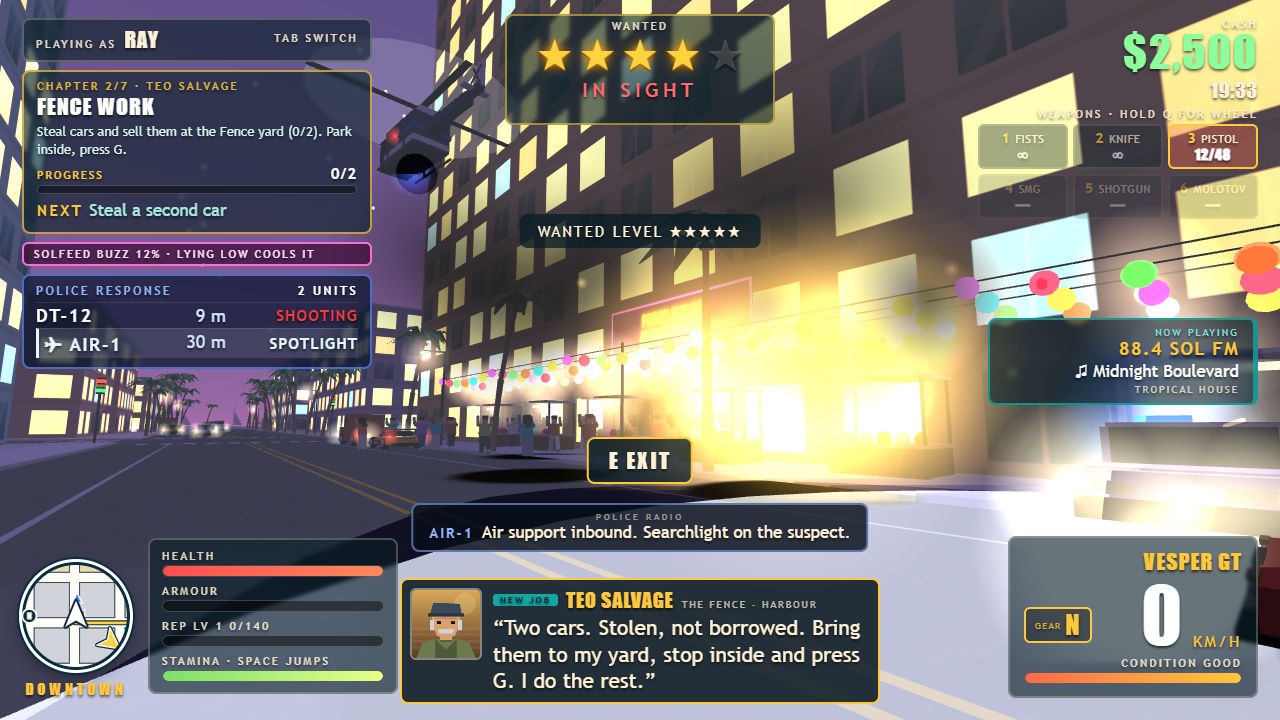 PLAYING AS RAY
TAB SWITCH
CHAPTER 2/7 · TEO SALVAGE
FENCE WORK
Steal cars and sell them at the Fence yard (0/2). Park
inside, press G.
PROGRESS 0/2
NEXT Steal a second car
SOLFEED BUZZ 12% · LYING LOW COOLS IT
POLICE RESPONSE 2 UNITS
DT-12 9 m SHOOTING
AIR-1 30 m SPOTLIGHT
WANTED
IN SIGHT
WANTED LEVEL ★★★★★
CASH
$2,500
19:33
WEAPONS · HOLD Q FOR WHEEL
1 FISTS ∞
2 KNIFE ∞
3 PISTOL 12/48
4 SMG —
5 SHOTGUN —
6 MOLOTOV —
NOW PLAYING
88.4 SOL FM
♫ Midnight Boulevard
TROPICAL HOUSE
E EXIT
POLICE RADIO
AIR-1 Air support inbound. Searchlight on the suspect.
NEW JOB TEO SALVAGE THE FENCE · HARBOUR
“Two cars. Stolen, not borrowed. Bring
them to my yard, stop inside and press
G. I do the rest.”
DOWNTOWN
HEALTH
ARMOUR
REP LV 1 0/140
STAMINA · SPACE JUMPS
VESPER GT
GEAR N
0 KM/H
CONDITION GOOD